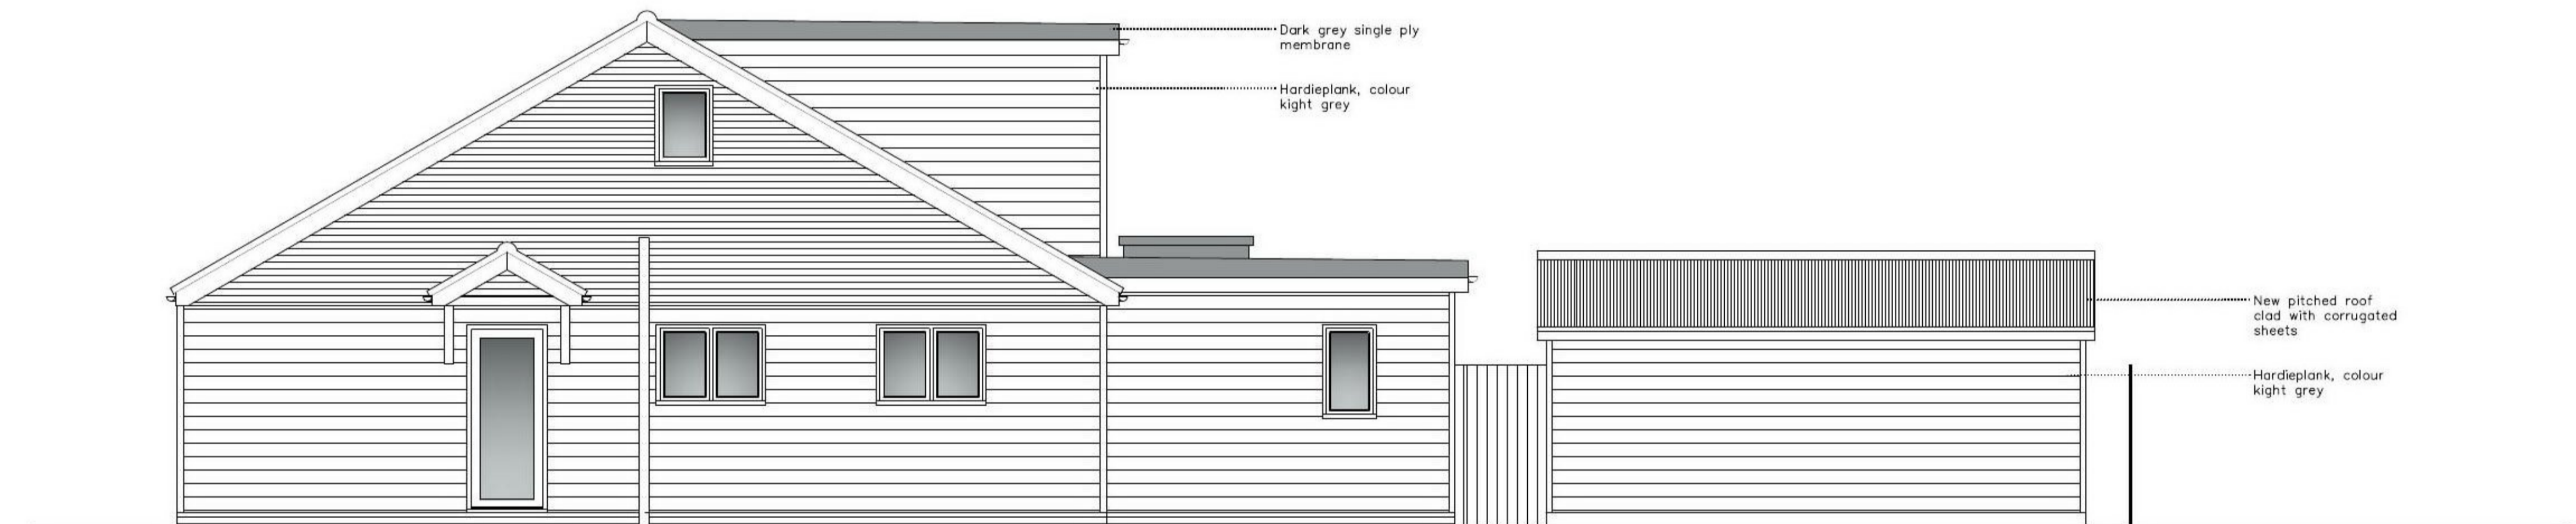 Dark grey single ply
membrane
Hardieplank, colour
kight grey
New pitched roof
clad with corrugated
sheets
Hardieplank, colour
kight grey